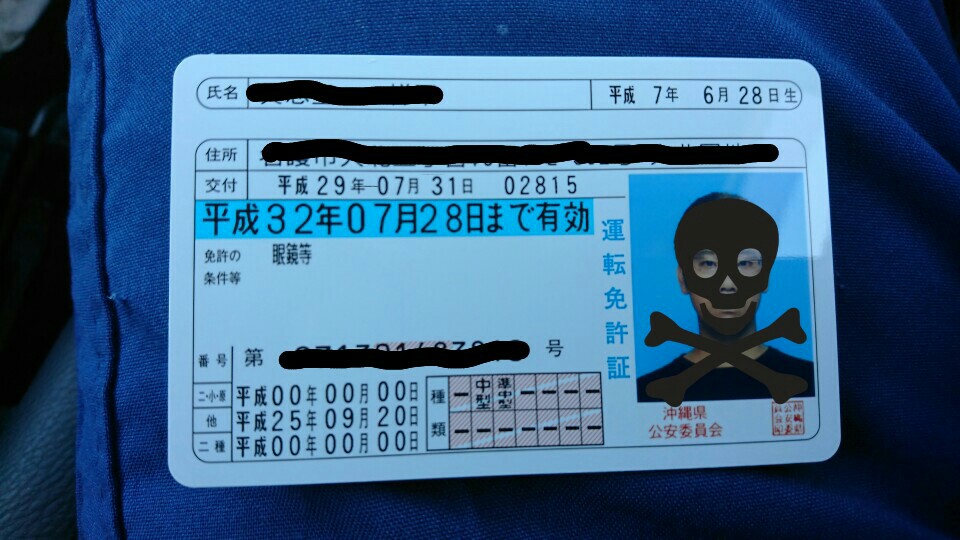 氏名
平成 7年 6月28日生
住所
交付 平成29年07月31日 02815
平成32年07月28日まで有効
免許の
条件等
眼鏡等
運転免許証
番号 第 号
二・小・原 平成00年00月00日
他 平成25年09月20日
二種 平成00年00月00日
種類
中型
準中型
沖縄県
公安委員会